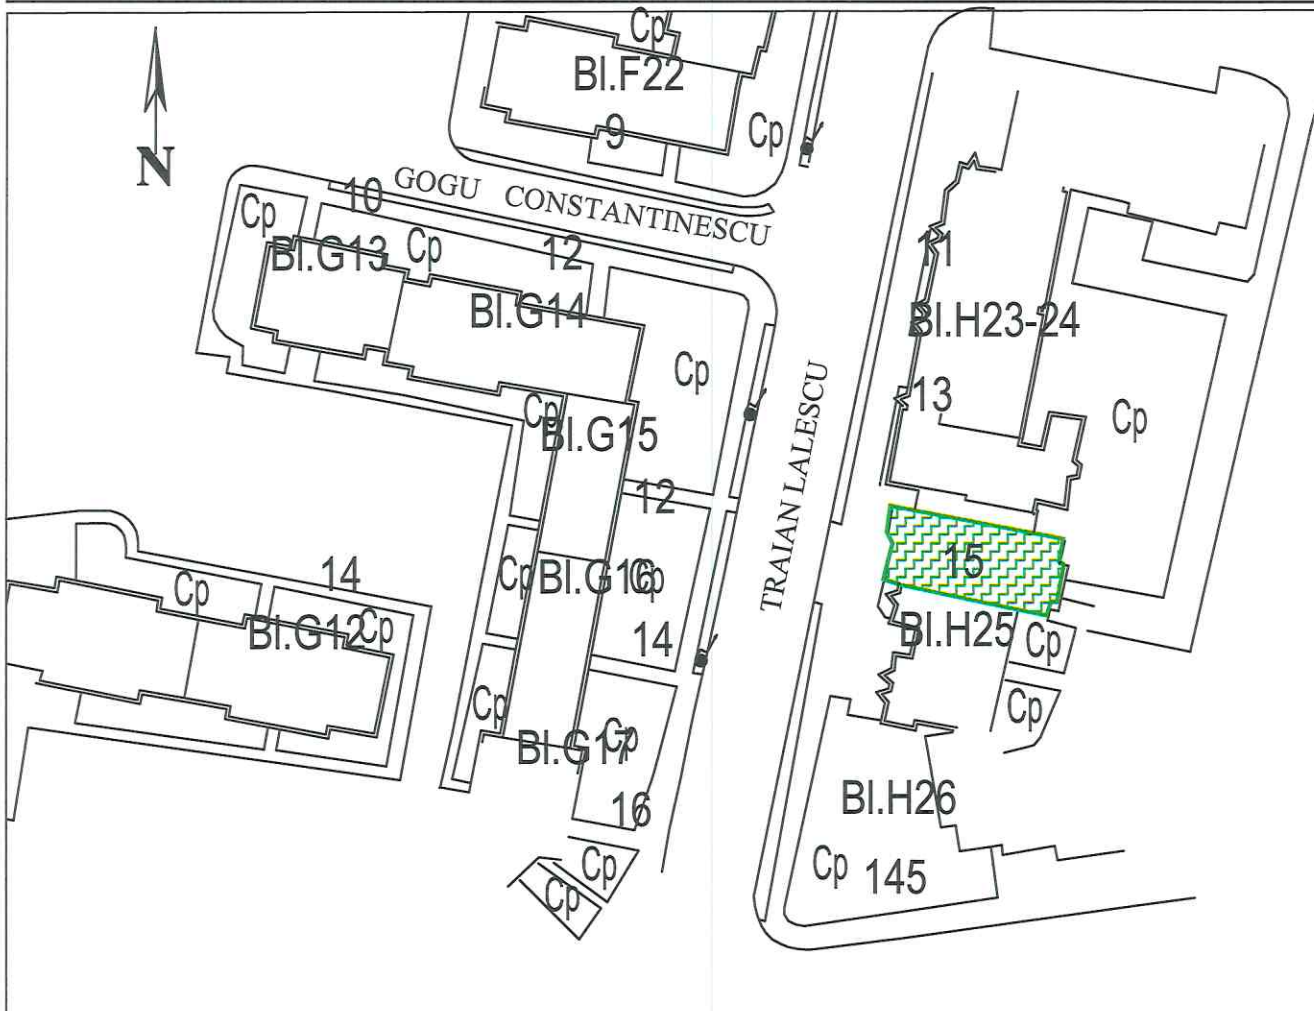 Cp
Bl.F22
9
Cp
N
10
GOGU CONSTANTINESCU
Cp
Cp
12
Bl.G13
11
Bl.G14
Bl.H23-24
Cp
TRAIAN LALESCU
13
Cp
Cp
Bl.G15
12
15
14
Cp
Cp
Bl.G16
Cp
Bl.G12
Cp
14
Bl.H25
Cp
Cp
Cp
Cp
Bl.G17
16
Bl.H26
Cp
Cp
145
Cp